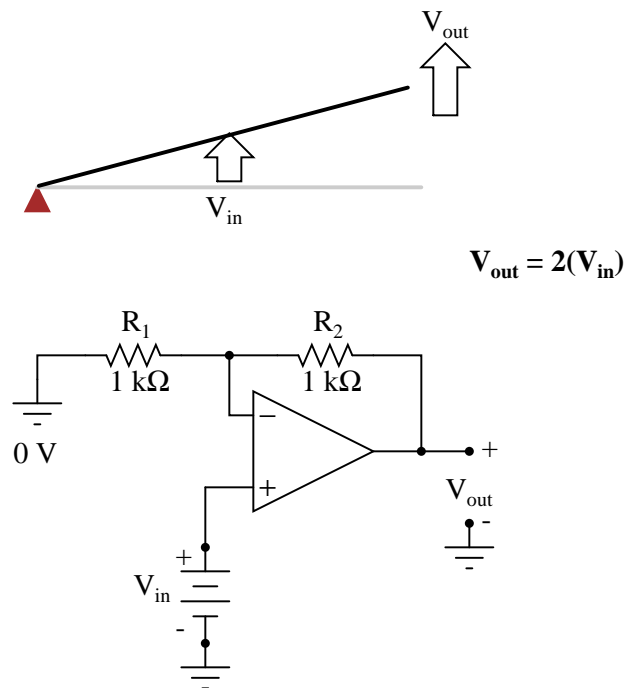 V_out
V_in
V_out = 2(V_in)
R_1 R_2
1 kΩ 1 kΩ
−
0 V
+
+
V_out
-
+
V_in
-